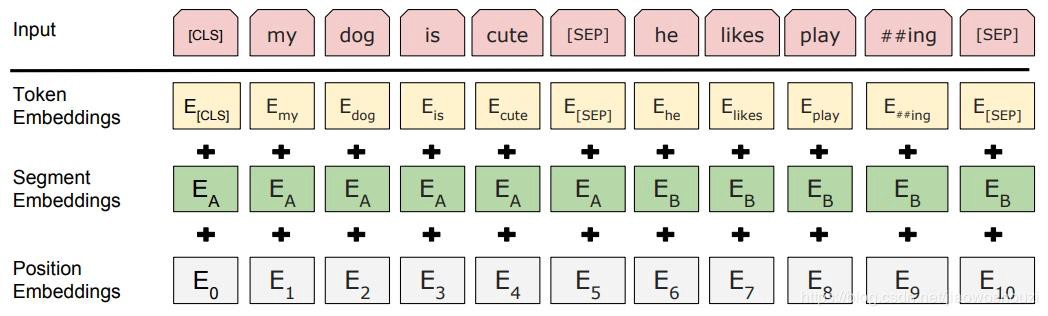 Input [CLS] my dog is cute [SEP] he likes play ##ing [SEP]
Token
Embeddings E[CLS] Emy Edog Eis Ecute E[SEP] Ehe Elikes Eplay E##ing E[SEP]
+ + + + + + + + + + +
Segment
Embeddings EA EA EA EA EA EA EB EB EB EB EB
+ + + + + + + + + + +
Position
Embeddings E0 E1 E2 E3 E4 E5 E6 E7 E8 E9 E10